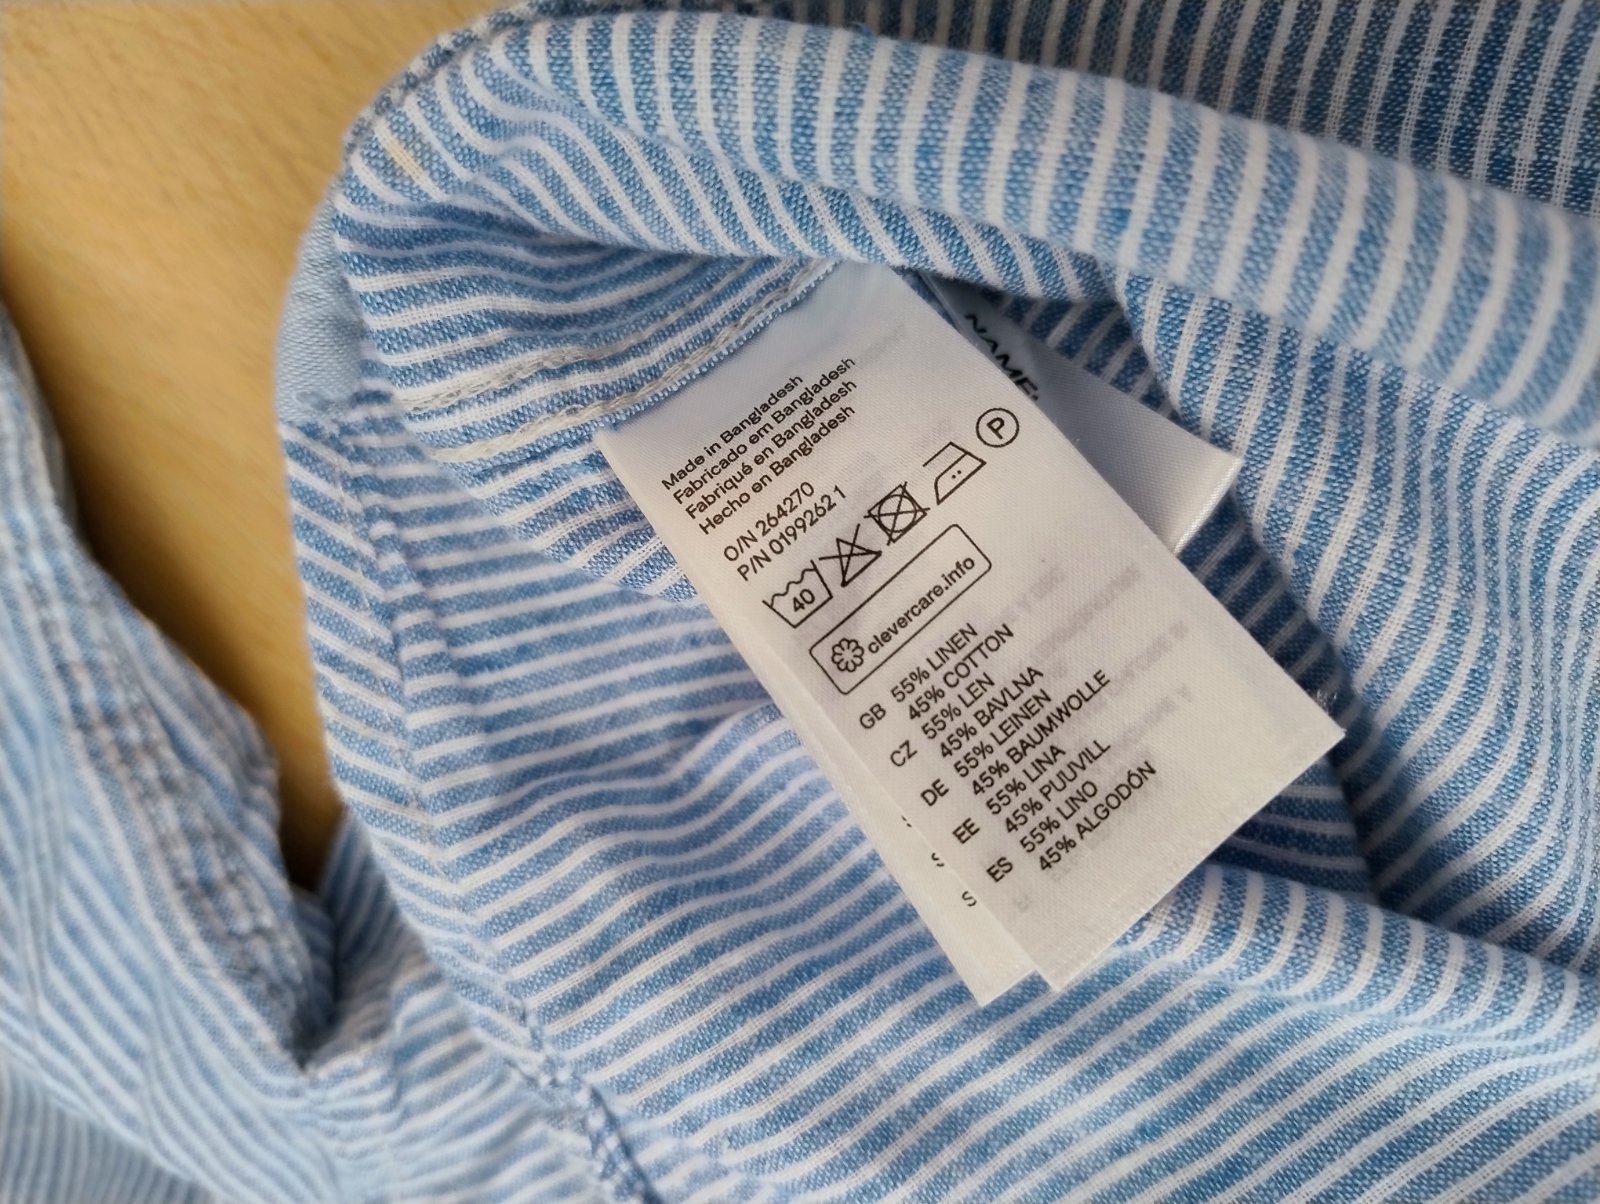 Made in Bangladesh
Fabricado em Bangladesh
Fabriqué en Bangladesh
Hecho en Bangladesh
O/N 264270
P/N 01992621
40
P
clevercare.info
GB 55% LINEN
45% COTTON
CZ 55% LEN
45% BAVLNA
DE 55% LEINEN
45% BAUMWOLLE
EE 55% LINA
45% PUUVILL
ES 55% LINO
45% ALGODÓN
NAME:
S
S